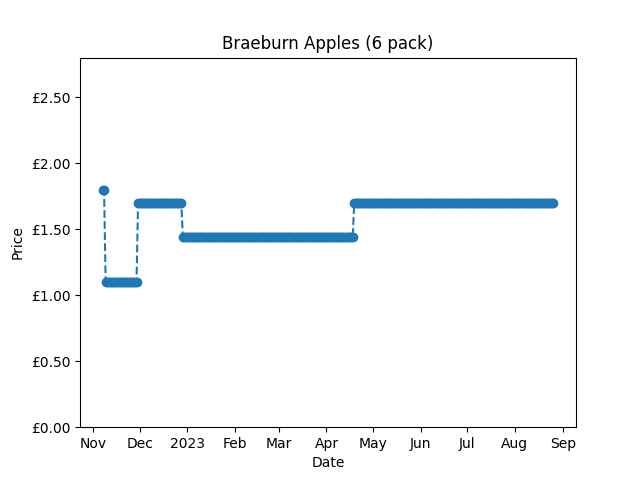 Braeburn Apples (6 pack)
£2.50
£2.00
£1.50
£1.00
£0.50
£0.00
Price
Nov Dec 2023 Feb Mar Apr May Jun Jul Aug Sep
Date